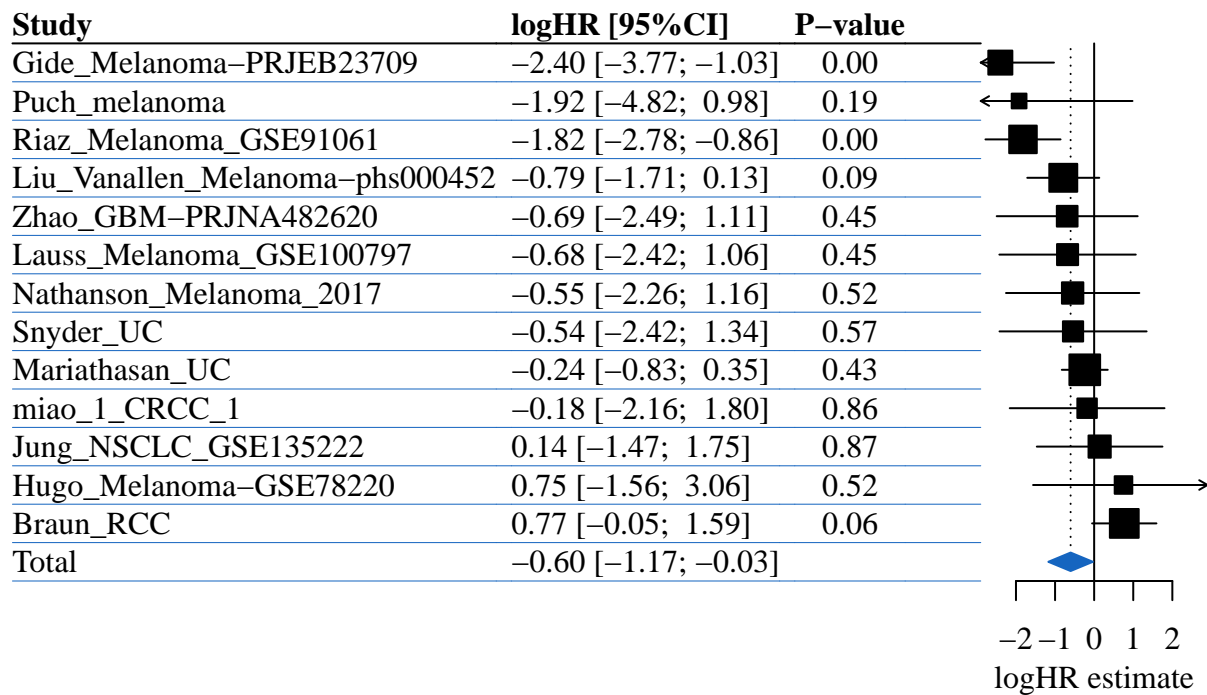 Study logHR [95%CI] P−value
Gide_Melanoma−PRJEB23709 −2.40 [−3.77; −1.03] 0.00
Puch_melanoma −1.92 [−4.82; 0.98] 0.19
Riaz_Melanoma_GSE91061 −1.82 [−2.78; −0.86] 0.00
Liu_Vanallen_Melanoma−phs000452 −0.79 [−1.71; 0.13] 0.09
Zhao_GBM−PRJNA482620 −0.69 [−2.49; 1.11] 0.45
Lauss_Melanoma_GSE100797 −0.68 [−2.42; 1.06] 0.45
Nathanson_Melanoma_2017 −0.55 [−2.26; 1.16] 0.52
Snyder_UC −0.54 [−2.42; 1.34] 0.57
Mariathasan_UC −0.24 [−0.83; 0.35] 0.43
miao_1_CRCC_1 −0.18 [−2.16; 1.80] 0.86
Jung_NSCLC_GSE135222 0.14 [−1.47; 1.75] 0.87
Hugo_Melanoma−GSE78220 0.75 [−1.56; 3.06] 0.52
Braun_RCC 0.77 [−0.05; 1.59] 0.06
Total −0.60 [−1.17; −0.03]
−2 −1 0 1 2
logHR estimate